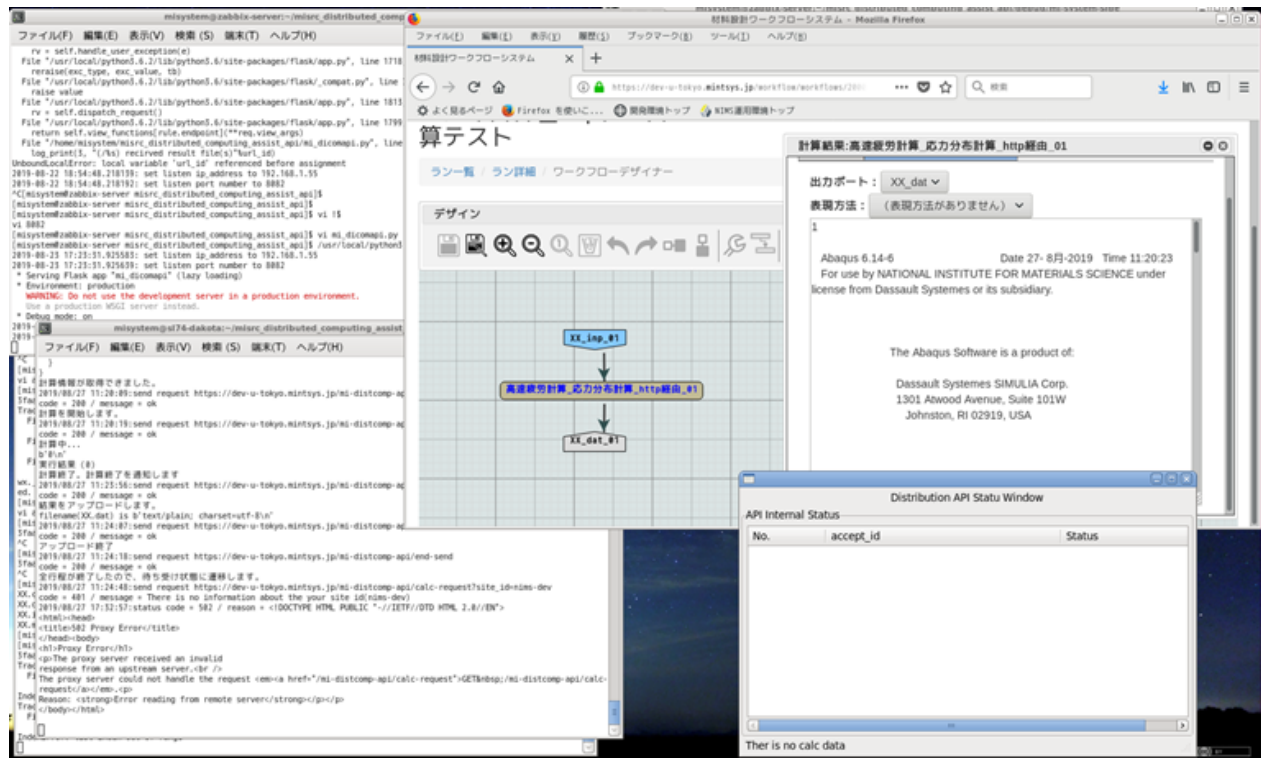 misystem@zabbix-server:~/misrc_distributed_comp
ファイル(F) 編集(E) 表示(V) 検索 (S) 端末(T) ヘルプ(H)
rv = self.handle_user_exception(e)
File "/usr/local/python3.6.2/lib/python3.6/site-packages/flask/app.py", line 1718
reraise(exc_type, exc_value, tb)
File "/usr/local/python3.6.2/lib/python3.6/site-packages/flask/_compat.py", line
raise value
File "/usr/local/python3.6.2/lib/python3.6/site-packages/flask/app.py", line 1813
rv = self.dispatch_request()
File "/usr/local/python3.6.2/lib/python3.6/site-packages/flask/app.py", line 1799
return self.view_functions[rule.endpoint](**req.view_args)
File "/home/misystem/misrc_distributed_computing_assist_api/mi_dicomapi.py", line
log_print(3, "(/%s) recirved result file(s)"%url_id)
UnboundLocalError: local variable 'url_id' referenced before assignment
2019-08-22 18:54:48.218139: set listen ip_address to 192.168.1.55
2019-08-22 18:54:48.218192: set listen port number to 8082
^C[misystem@zabbix-server misrc_distributed_computing_assist_api]$
[misystem@zabbix-server misrc_distributed_computing_assist_api]$
[misystem@zabbix-server misrc_distributed_computing_assist_api]$ vi !$
vi 8082
[misystem@zabbix-server misrc_distributed_computing_assist_api]$ vi mi_dicomapi.py
[misystem@zabbix-server misrc_distributed_computing_assist_api]$ /usr/local/python3
2019-08-23 17:23:31.925583: set listen ip_address to 192.168.1.55
2019-08-23 17:23:31.925639: set listen port number to 8082
* Serving Flask app "mi_dicomapi" (lazy loading)
* Environment: production
WARNING: Do not use the development server in a production environment.
Use a production WSGI server instead.
* Debug mode: on
misystem@sl74-dakota:~/misrc_distributed_computing_assist
ファイル(F) 編集(E) 表示(V) 検索 (S) 端末(T) ヘルプ(H)
}
}
計算情報が取得できました。
2019/08/27 11:20:09:send request https://dev-u-tokyo.mintsys.jp/mi-distcomp-ap
code = 200 / message = ok
計算を開始します。
2019/08/27 11:20:19:send request https://dev-u-tokyo.mintsys.jp/mi-distcomp-ap
code = 200 / message = ok
計算中...
b'0\n'
実行結果 (0)
計算終了。計算終了を通知します
2019/08/27 11:23:56:send request https://dev-u-tokyo.mintsys.jp/mi-distcomp-ap
code = 200 / message = ok
結果をアップロードします。
filename(XX.dat) is b'text/plain; charset=utf-8\n'
2019/08/27 11:24:07:send request https://dev-u-tokyo.mintsys.jp/mi-distcomp-ap
code = 200 / message = ok
アップロード終了
2019/08/27 11:24:18:send request https://dev-u-tokyo.mintsys.jp/mi-distcomp-api/end-send
code = 200 / message = ok
全行程が終了したので、待ち受け状態に遷移します。
2019/08/27 11:24:48:send request https://dev-u-tokyo.mintsys.jp/mi-distcomp-api/calc-request?site_id=nims-dev
code = 401 / message = There is no information about the your site id(nims-dev)
2019/08/27 17:32:57:status code = 502 / reason = <!DOCTYPE HTML PUBLIC "-//IETF//DTD HTML 2.0//EN">
<html><head>
<title>502 Proxy Error</title>
</head><body>
<h1>Proxy Error</h1>
<p>The proxy server received an invalid
response from an upstream server.<br />
The proxy server could not handle the request <em><a href="/mi-distcomp-api/calc-request">GET&nbsp;/mi-distcomp-api/calc-
request</a></em>.<p>
Reason: <strong>Error reading from remote server</strong></p></p>
</body></html>
材料設計ワークフローシステム - Mozilla Firefox
ファイル(F) 編集(E) 表示(V) 履歴(S) ブックマーク(B) ツール(T) ヘルプ(H)
材料設計ワークフローシステム
https://dev-u-tokyo.mintsys.jp/workflow/workflows/200
検索
よく見るページ Firefox を使いこ... 開発環境トップ NIMS運用環境トップ
算テスト
ラン一覧 / ラン詳細 / ワークフローデザイナー
デザイン
XX_inp_01
高速疲労計算_応力分布計算_http経由_01
XX_dat_01
計算結果:高速疲労計算_応力分布計算_http経由_01
出力ポート： XX_dat
表現方法： （表現方法がありません）
1
Abaqus 6.14-6 Date 27- 8月-2019 Time 11:20:23
For use by NATIONAL INSTITUTE FOR MATERIALS SCIENCE under
license from Dassault Systemes or its subsidiary.
The Abaqus Software is a product of:
Dassault Systemes SIMULIA Corp.
1301 Atwood Avenue, Suite 101W
Johnston, RI 02919, USA
Distribution API Statu Window
API Internal Status
No. accept_id Status
Ther is no calc data